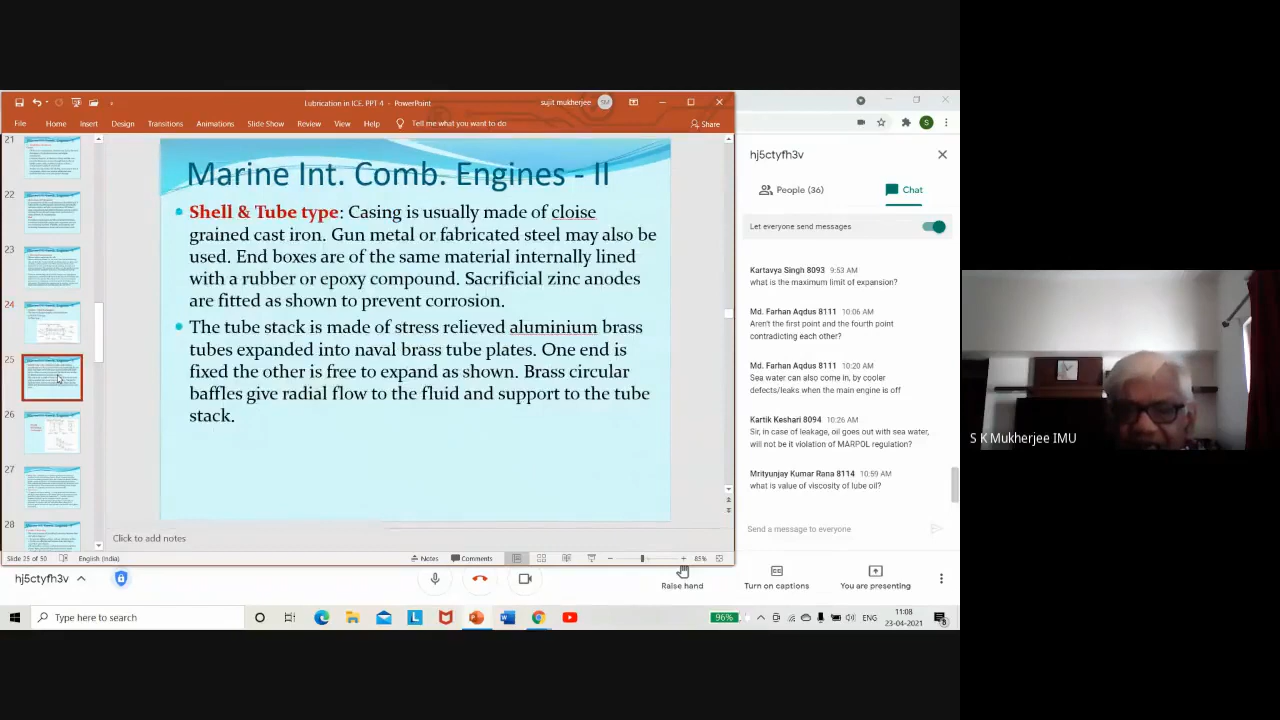 Lubrication in ICE. PPT 4 - PowerPoint
sujit mukherjee
SM
File Home Insert Design Transitions Animations Slide Show Review View Help Tell me what you want to do Share
21
22
23
24
25
26
27
28
Marine Int. Comb. Engines - II
Shell & Tube type: Casing is usually made of cloise
grained cast iron. Gun metal or fabricated steel may also be
used. End boxes are of the same material internally lined
with a rubber or epoxy compound. Sacrificial zinc anodes
are fitted as shown to prevent corrosion.
The tube stack is made of stress relieved aluminium brass
tubes expanded into naval brass tube plates. One end is
fixed the other is free to expand as shown. Brass circular
baffles give radial flow to the fluid and support to the tube
stack.
Click to add notes
Slide 25 of 50 English (India) Notes Comments 85%
S
hj5ctyfh3v
People (36) Chat
Let everyone send messages
Kartavya Singh 8093 9:53 AM
what is the maximum limit of expansion?
Md. Farhan Aqdus 8111 10:06 AM
Aren't the first point and the fourth point
contradicting each other?
Md. Farhan Aqdus 8111 10:20 AM
Sea water can also come in, by cooler
defects/leaks when the main engine is off
Kartik Keshari 8094 10:26 AM
Sir, in case of leakage, oil goes out with sea water,
will not be it violation of MARPOL regulation?
Mrityunjay Kumar Rana 8114 10:59 AM
what is value of viscosity of lube oil?
Send a message to everyone
hj5ctyfh3v
Raise hand Turn on captions You are presenting
Type here to search
96%
ENG
11:08
23-04-2021
S K Mukherjee IMU